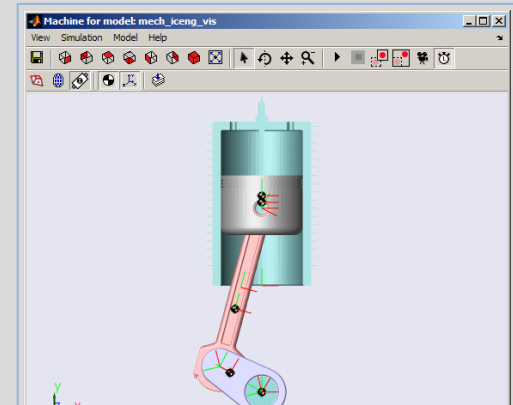 Machine for model: mech_iceng_vis
View Simulation Model Help
y
z x